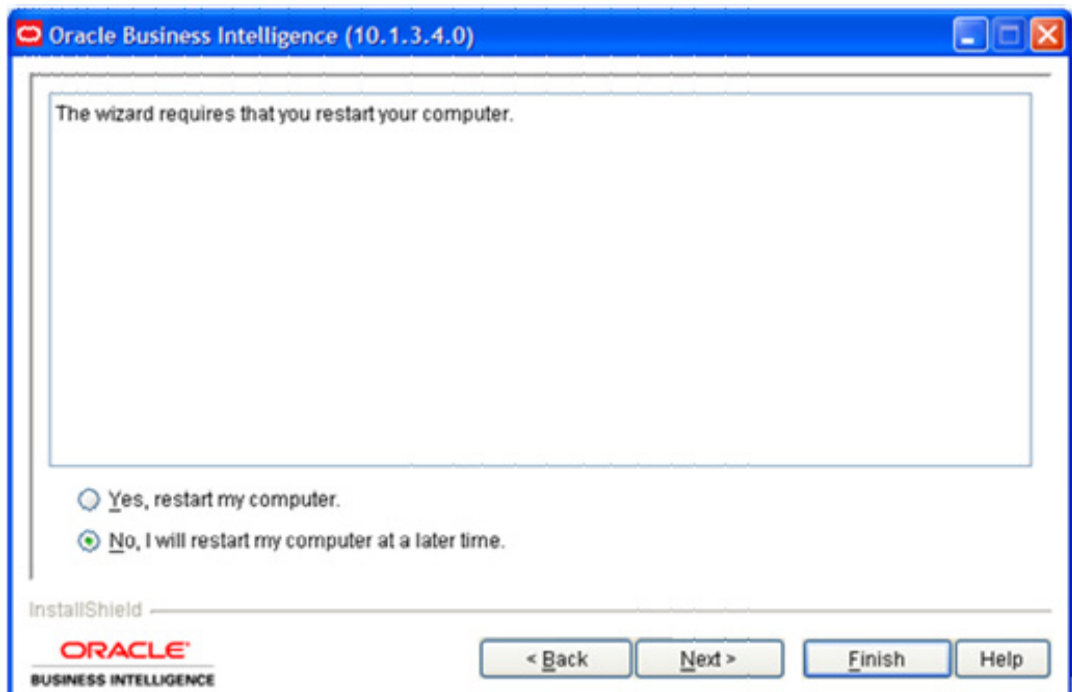 Oracle Business Intelligence (10.1.3.4.0)
The wizard requires that you restart your computer.
Yes, restart my computer.
No, I will restart my computer at a later time.
InstallShield
ORACLE
BUSINESS INTELLIGENCE
< Back
Next >
Finish
Help